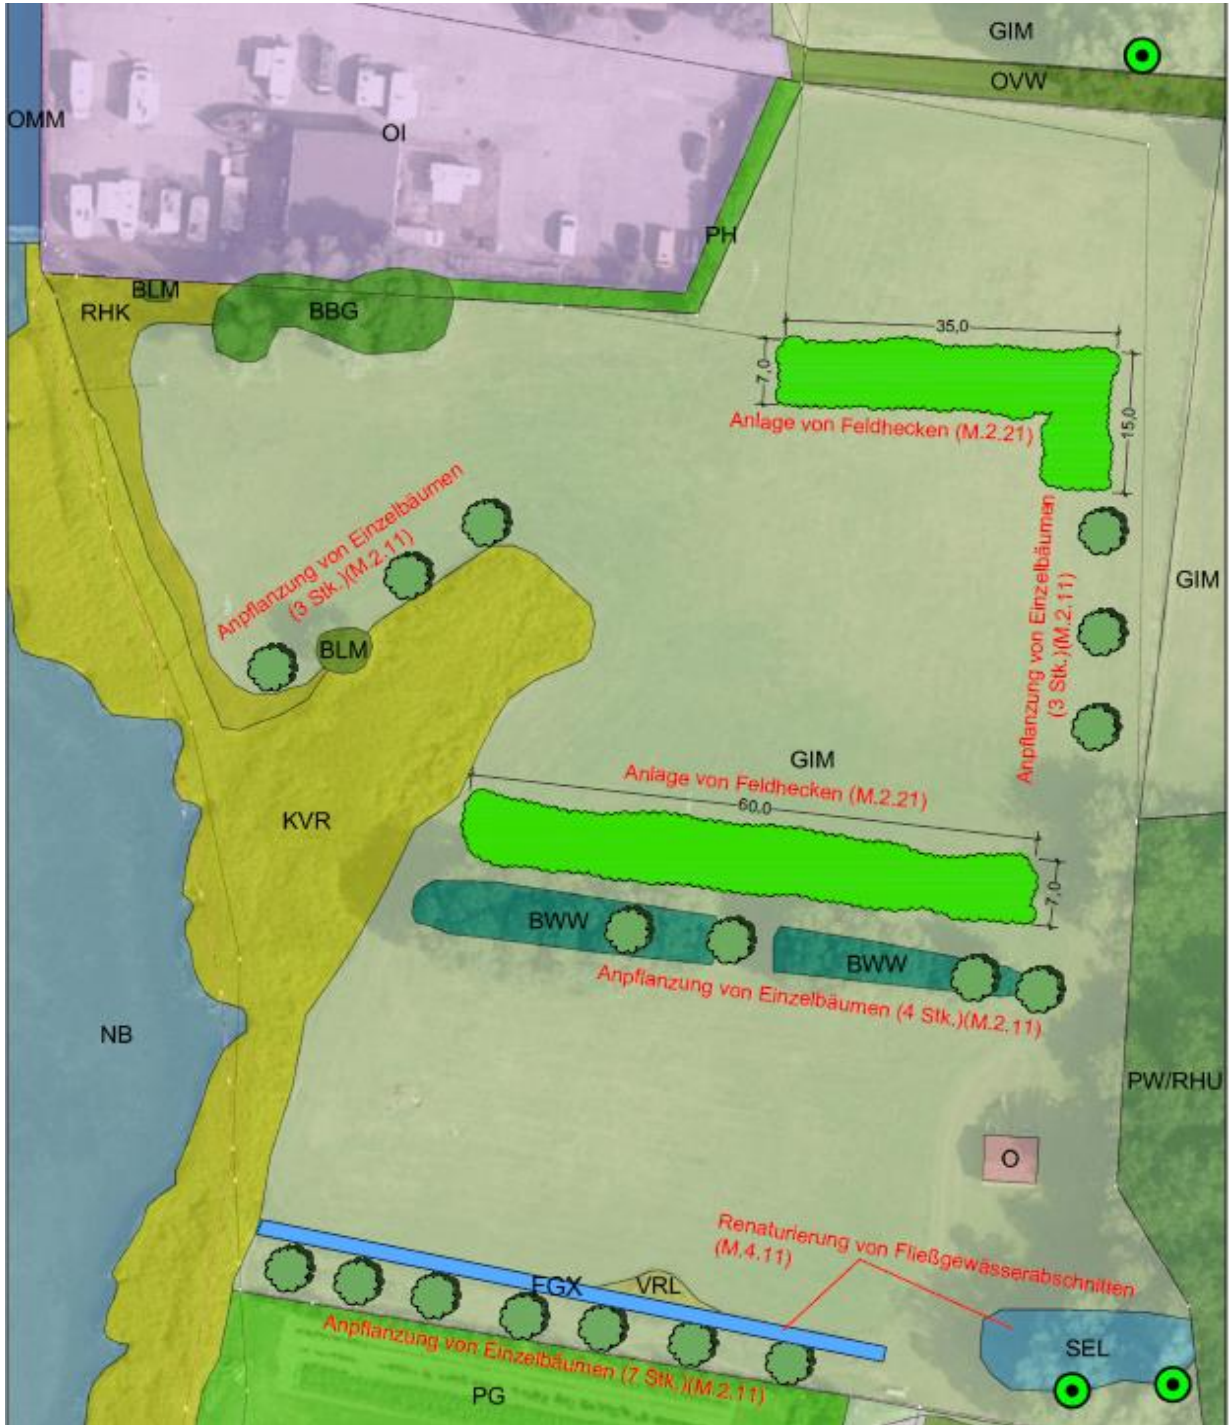 GIM
OVW
OMM
OI
PH
BLM
RHK
BBG
35,0
7,0
15,0
Anlage von Feldhecken (M.2.21)
Anpflanzung von Einzelbäumen
(3 Stk.)(M.2.11)
Anpflanzung von Einzelbäumen
(3 Stk.)(M.2.11)
GIM
BLM
GIM
Anlage von Feldhecken (M.2.21)
60,0
KVR
7,0
BWW
BWW
Anpflanzung von Einzelbäumen (4 Stk.)(M.2.11)
NB
PW/RHU
O
Renaturierung von Fließgewässerabschnitten
(M.4.11)
FGX
VRL
Anpflanzung von Einzelbäumen (7 Stk.)(M.2.11)
SEL
PG